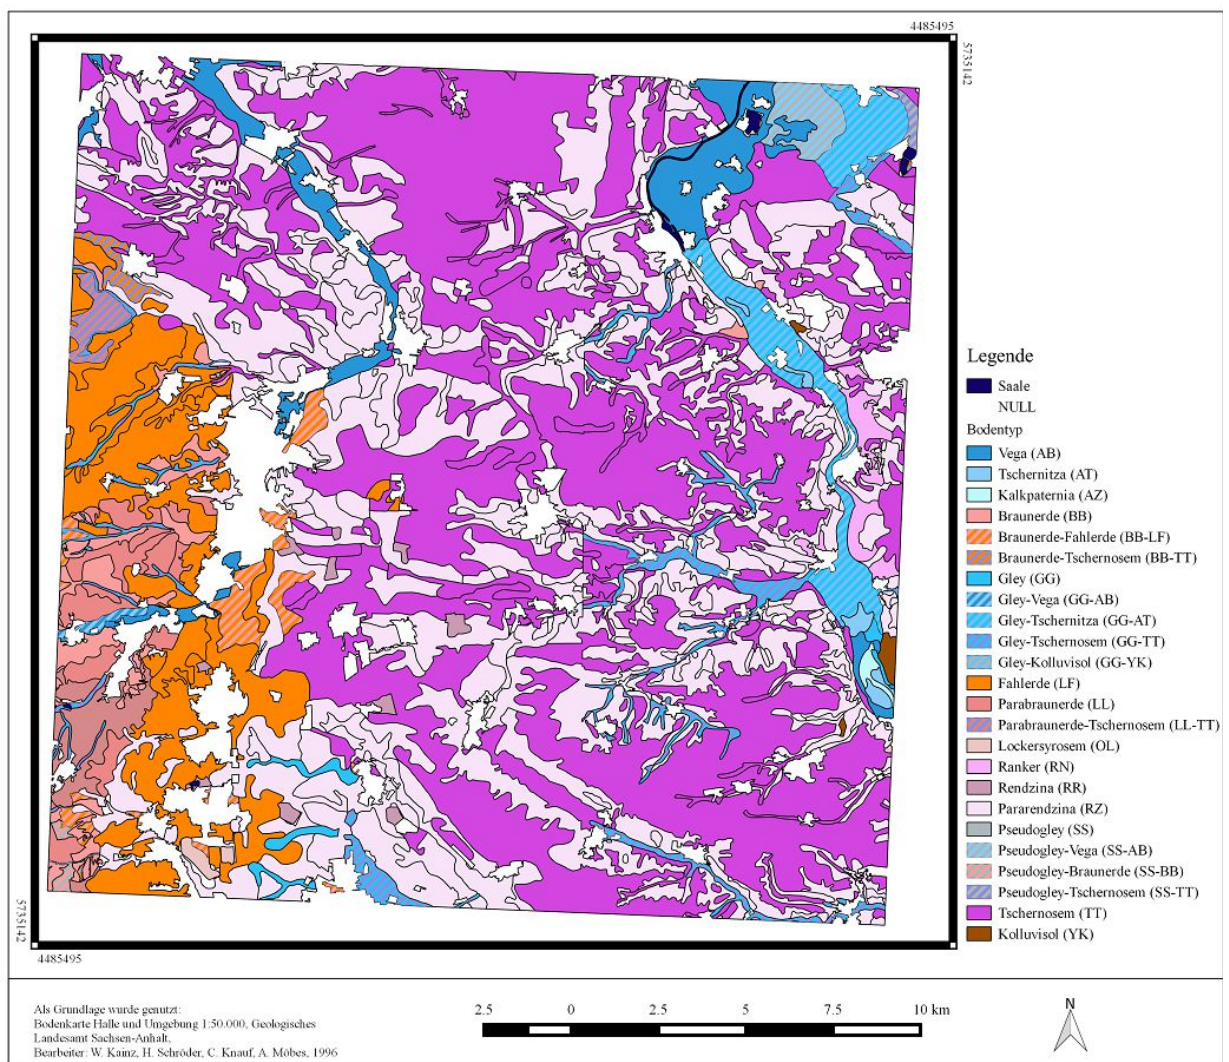 4485495
5735142
Legende
Saale
NULL
Bodentyp
Vega (AB)
Tschernitza (AT)
Kalkpaternia (AZ)
Braunerde (BB)
Braunerde-Fahlerde (BB-LF)
Braunerde-Tschernosem (BB-TT)
Gley (GG)
Gley-Vega (GG-AB)
Gley-Tschernitza (GG-AT)
Gley-Tschernosem (GG-TT)
Gley-Kolluvisol (GG-YK)
Fahlerde (LF)
Parabraunerde (LL)
Parabraunerde-Tschernosem (LL-TT)
Lockersyrosem (OL)
Ranker (RN)
Rendzina (RR)
Pararendzina (RZ)
Pseudogley (SS)
Pseudogley-Vega (SS-AB)
Pseudogley-Braunerde (SS-BB)
Pseudogley-Tschernosem (SS-TT)
Tschernosem (TT)
Kolluvisol (YK)
5735142
4485495
Als Grundlage wurde genutzt:
Bodenkarte Halle und Umgebung 1:50.000, Geologisches
Landesamt Sachsen-Anhalt,
Bearbeiter: W. Kainz, H. Schröder, C. Knauf, A. Möbes, 1996
2.5 0 2.5 5 7.5 10 km
N